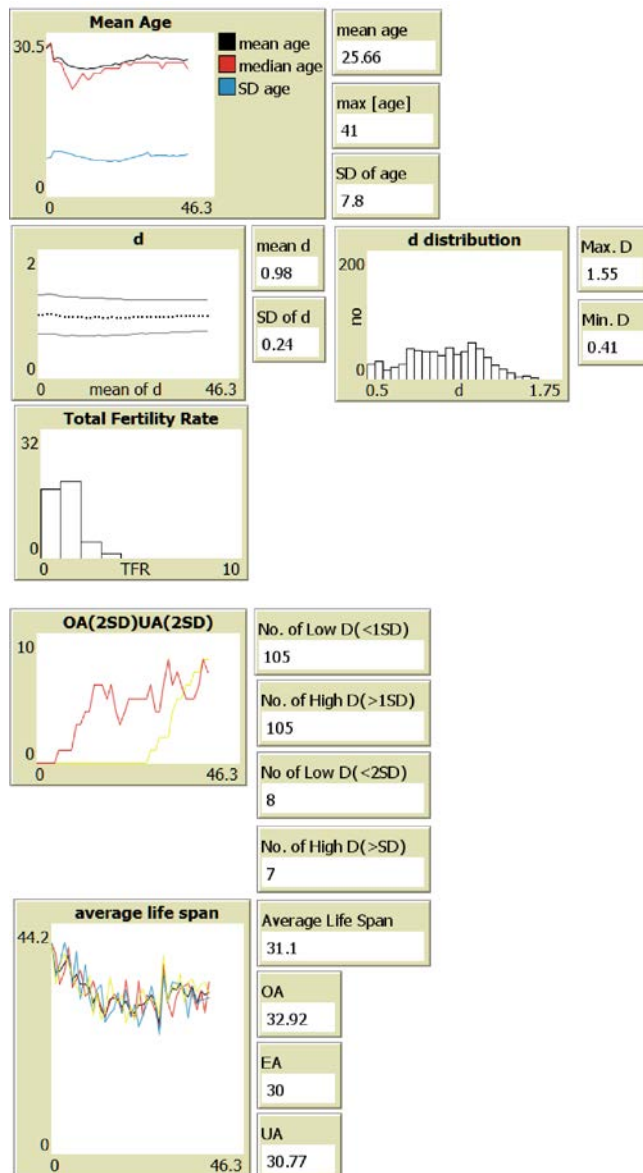 Mean Age
30.5
0
0
46.3
mean age
median age
SD age
mean age
25.66
max [age]
41
SD of age
7.8
d
2
0
0
mean of d
46.3
mean d
0.98
SD of d
0.24
d distribution
200
no
0
0.5
d
1.75
Max. D
1.55
Min. D
0.41
Total Fertility Rate
32
0
0
TFR
10
OA(2SD)UA(2SD)
10
0
0
46.3
No. of Low D(<1SD)
105
No. of High D(>1SD)
105
No of Low D(<2SD)
8
No. of High D(>SD)
7
average life span
44.2
0
0
46.3
Average Life Span
31.1
OA
32.92
EA
30
UA
30.77